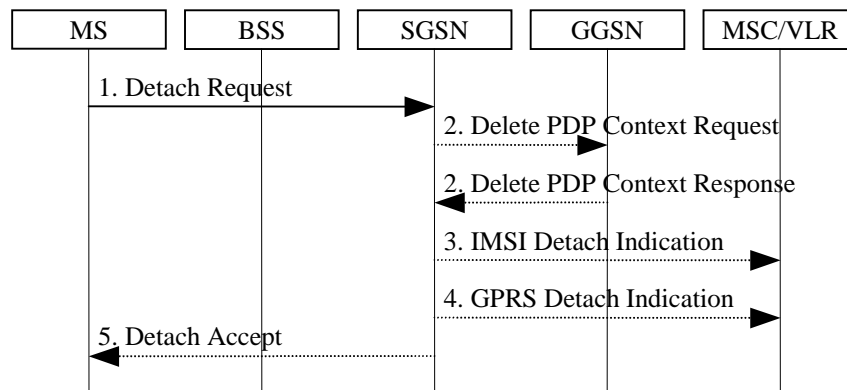 MS
BSS
SGSN
GGSN
MSC/VLR
1. Detach Request
2. Delete PDP Context Request
2. Delete PDP Context Response
3. IMSI Detach Indication
4. GPRS Detach Indication
5. Detach Accept